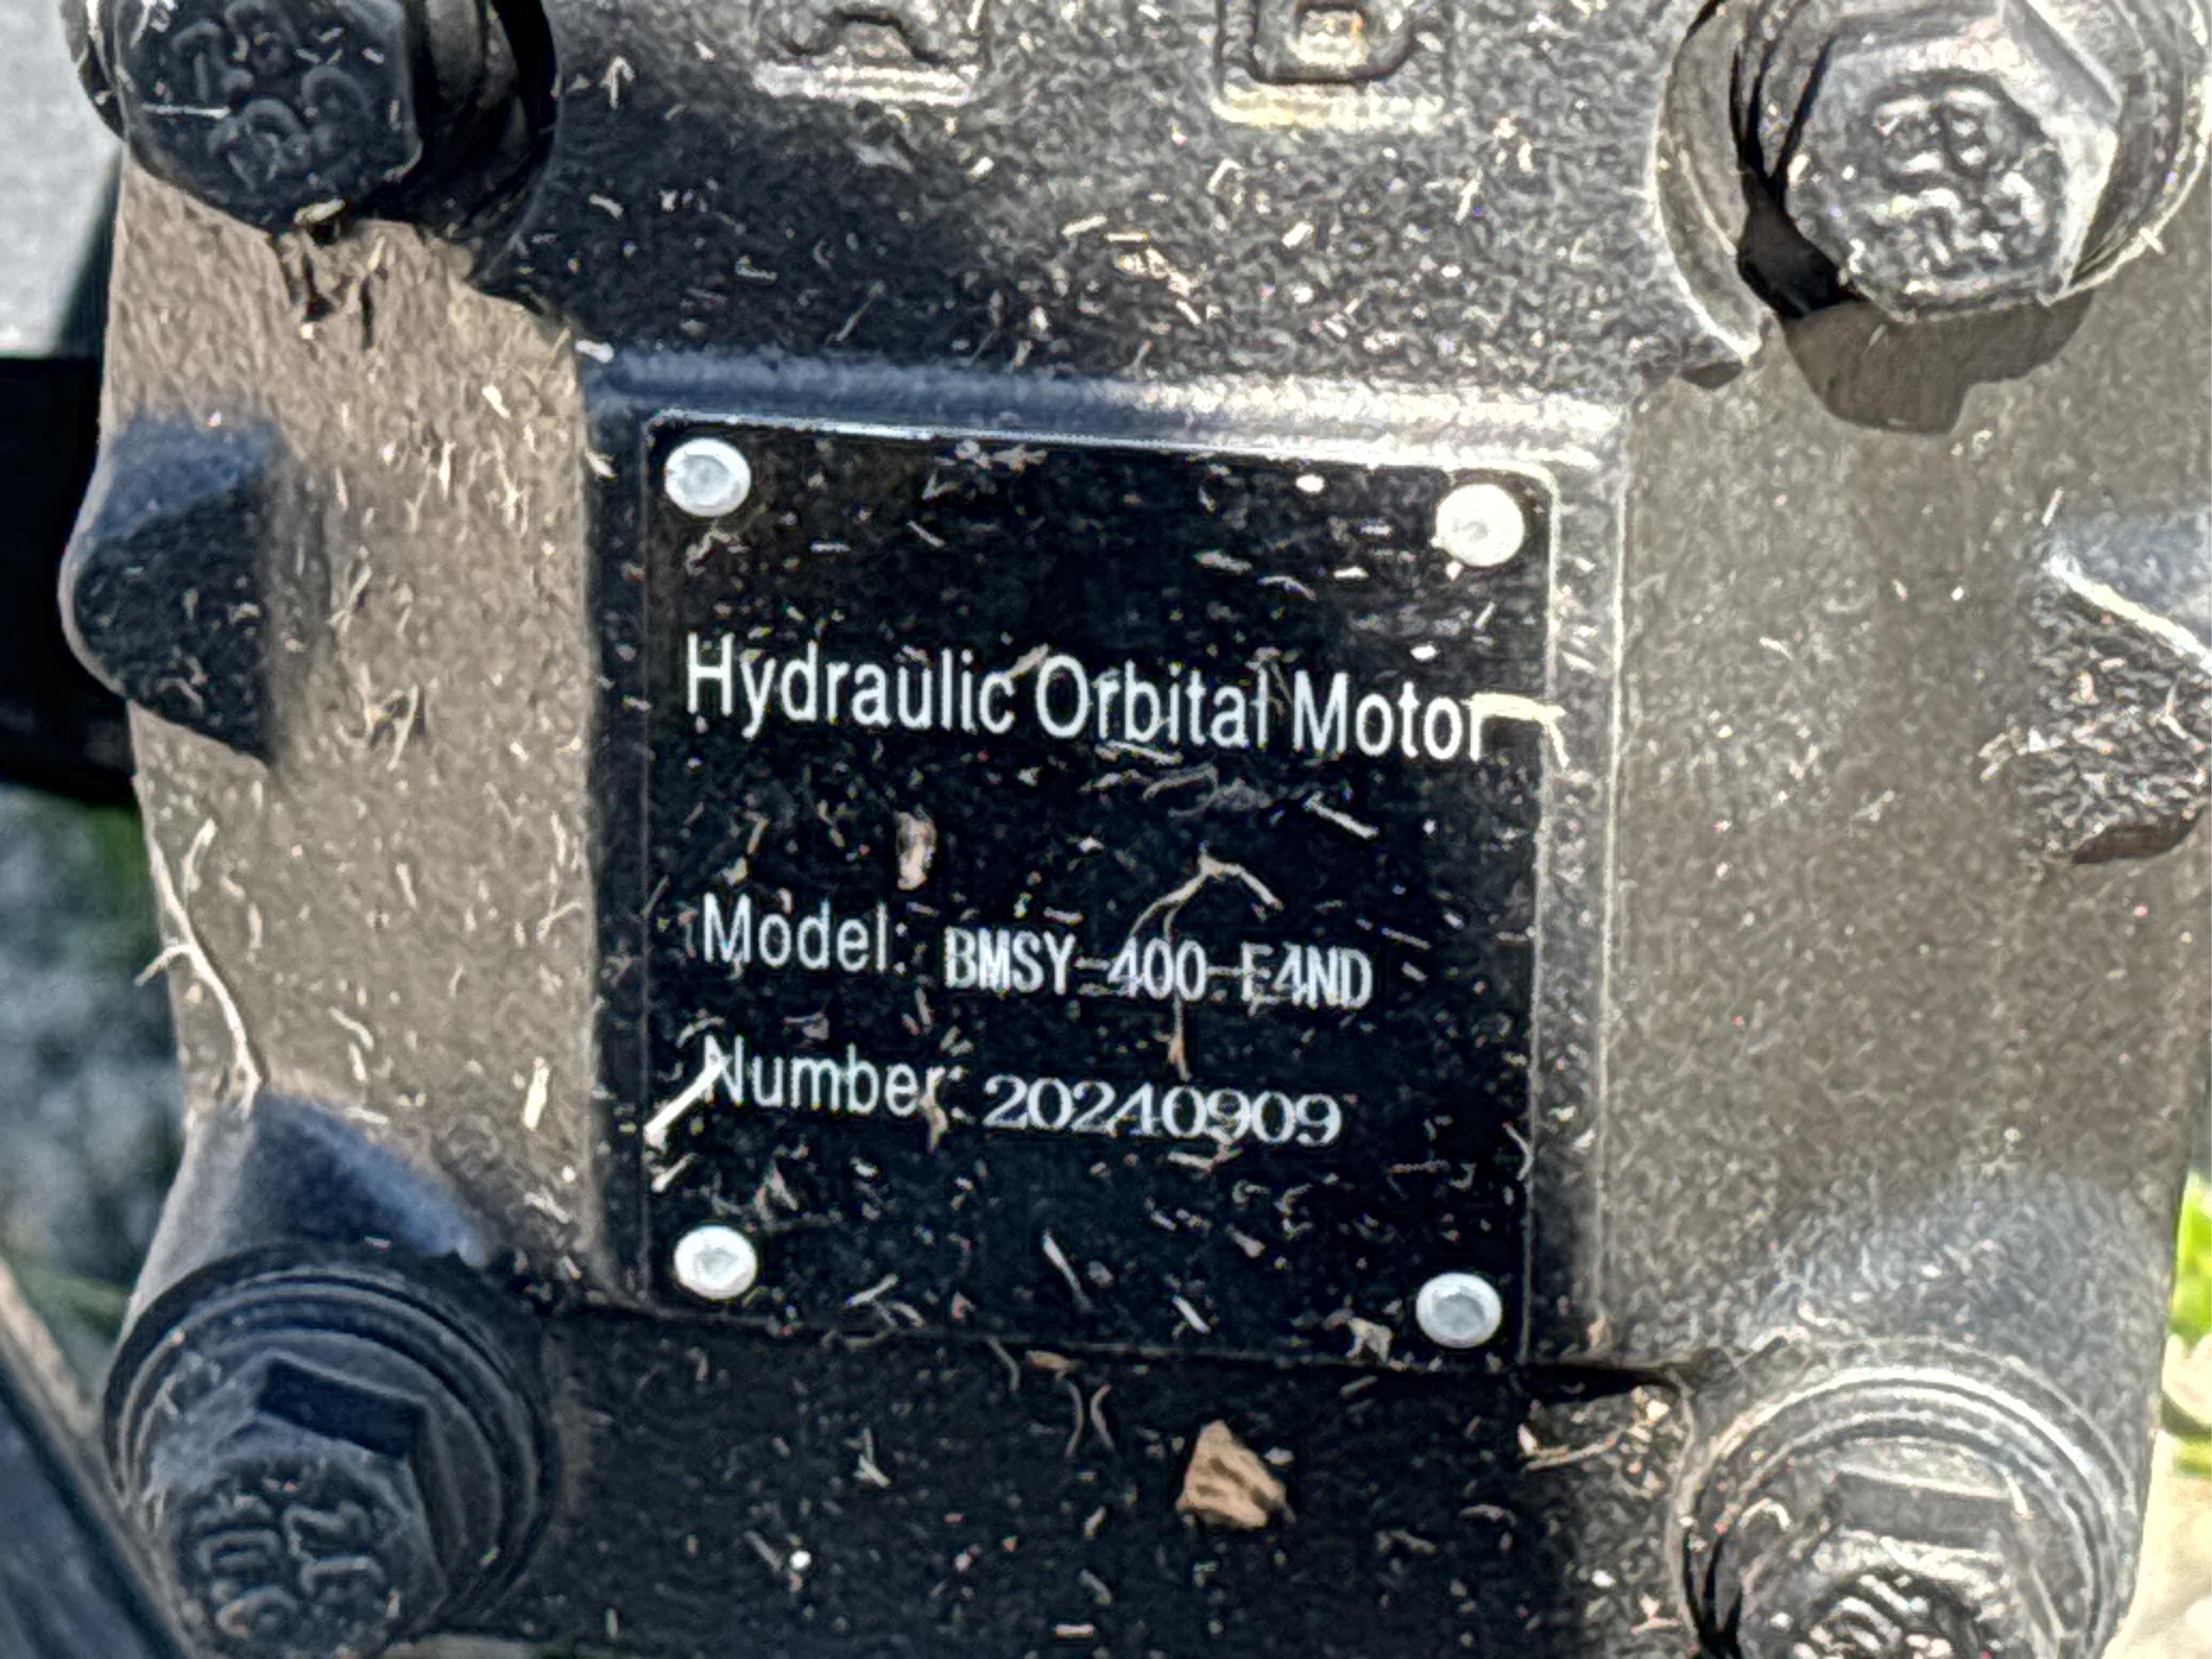 A B
Hydraulic Orbital Motor
Model: BMSY-400-E4ND
Number: 20240909